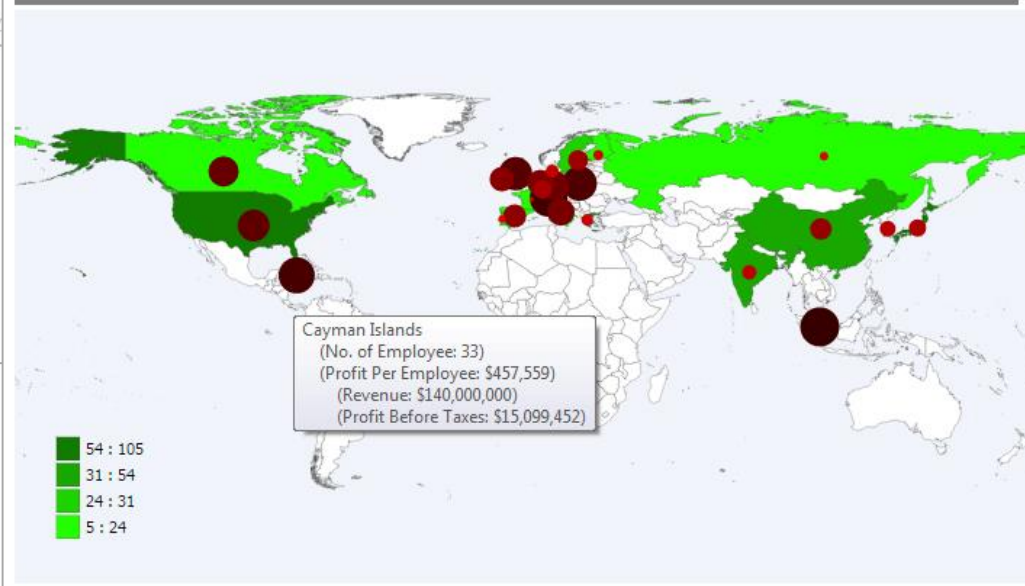 Cayman Islands
(No. of Employee: 33)
(Profit Per Employee: $457,559)
(Revenue: $140,000,000)
(Profit Before Taxes: $15,099,452)
54 : 105
31 : 54
24 : 31
5 : 24